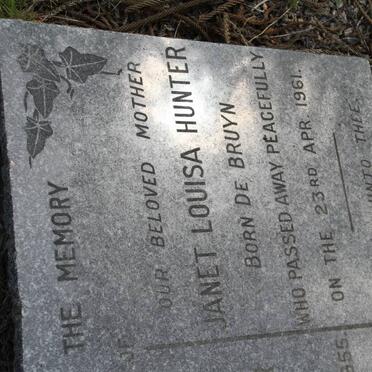 THE MEMORY
OF
OUR BELOVED MOTHER
JANET LOUISA HUNTER
BORN DE BRUYN
WHO PASSED AWAY PEACEFULLY
ON THE 23RD APR 1961.
UNTO THEE